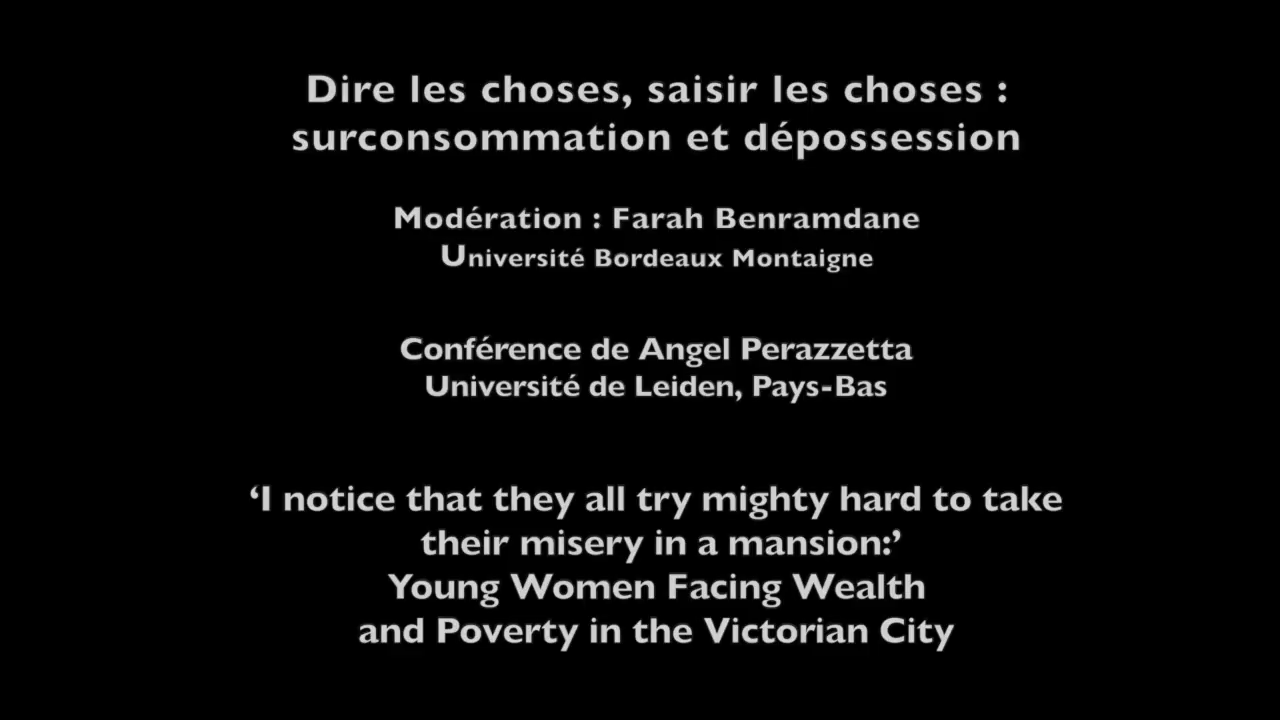 Dire les choses, saisir les choses :
surconsommation et dépossession
Modération : Farah Benramdane
Université Bordeaux Montaigne
Conférence de Angel Perazzetta
Université de Leiden, Pays-Bas
‘I notice that they all try mighty hard to take
their misery in a mansion:’
Young Women Facing Wealth
and Poverty in the Victorian City